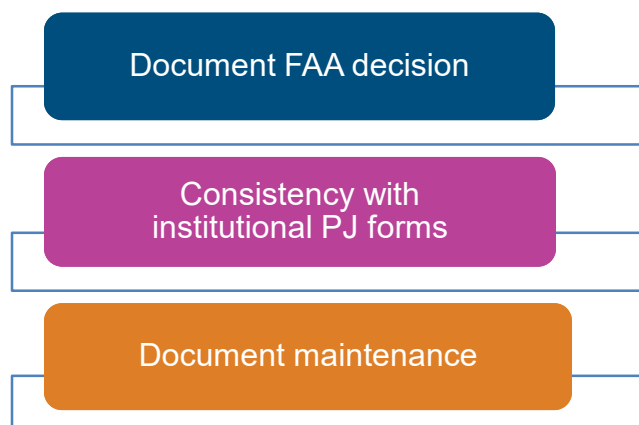 Document FAA decision
Consistency with
institutional PJ forms
Document maintenance